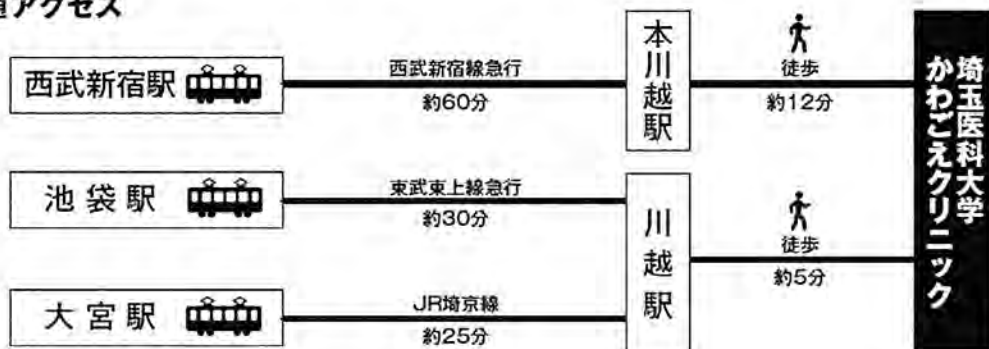 アクセス
西武新宿駅
西武新宿線急行
約60分
本川越駅
徒歩
約12分
池袋駅
東武東上線急行
約30分
川越駅
徒歩
約5分
大宮駅
JR埼京線
約25分
埼玉医科大学
かわごえクリニック